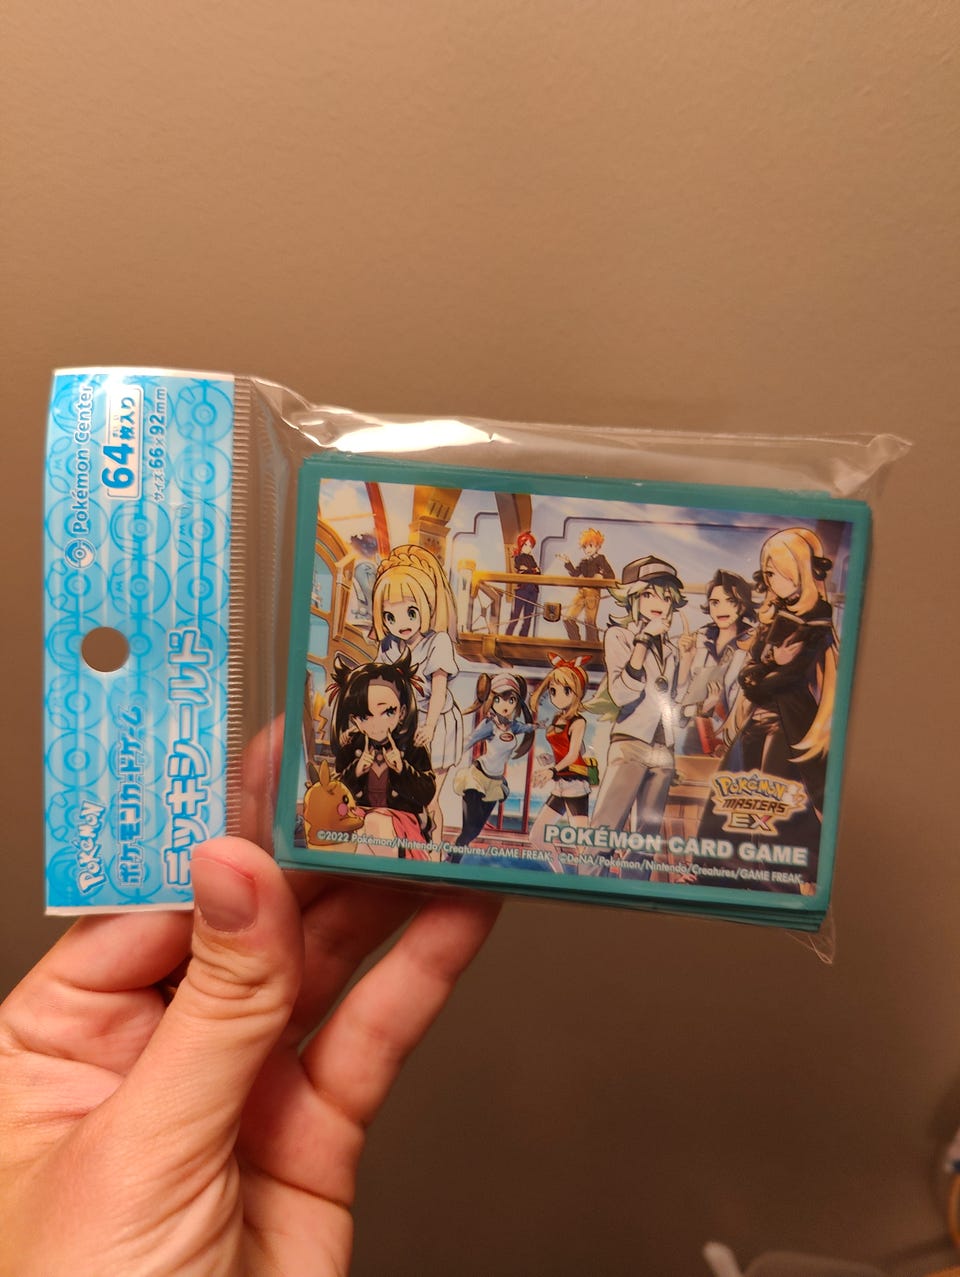 Pokémon Center
64枚入り
サイズ 66×92mm
POKÉMON
ポケモンカードゲーム
デッキシールド
POKÉMON
MASTERS
EX
POKÉMON CARD GAME
©2022 Pokémon/Nintendo/Creatures/GAME FREAK. ©DeNA/Pokémon/Nintendo/Creatures/GAME FREAK